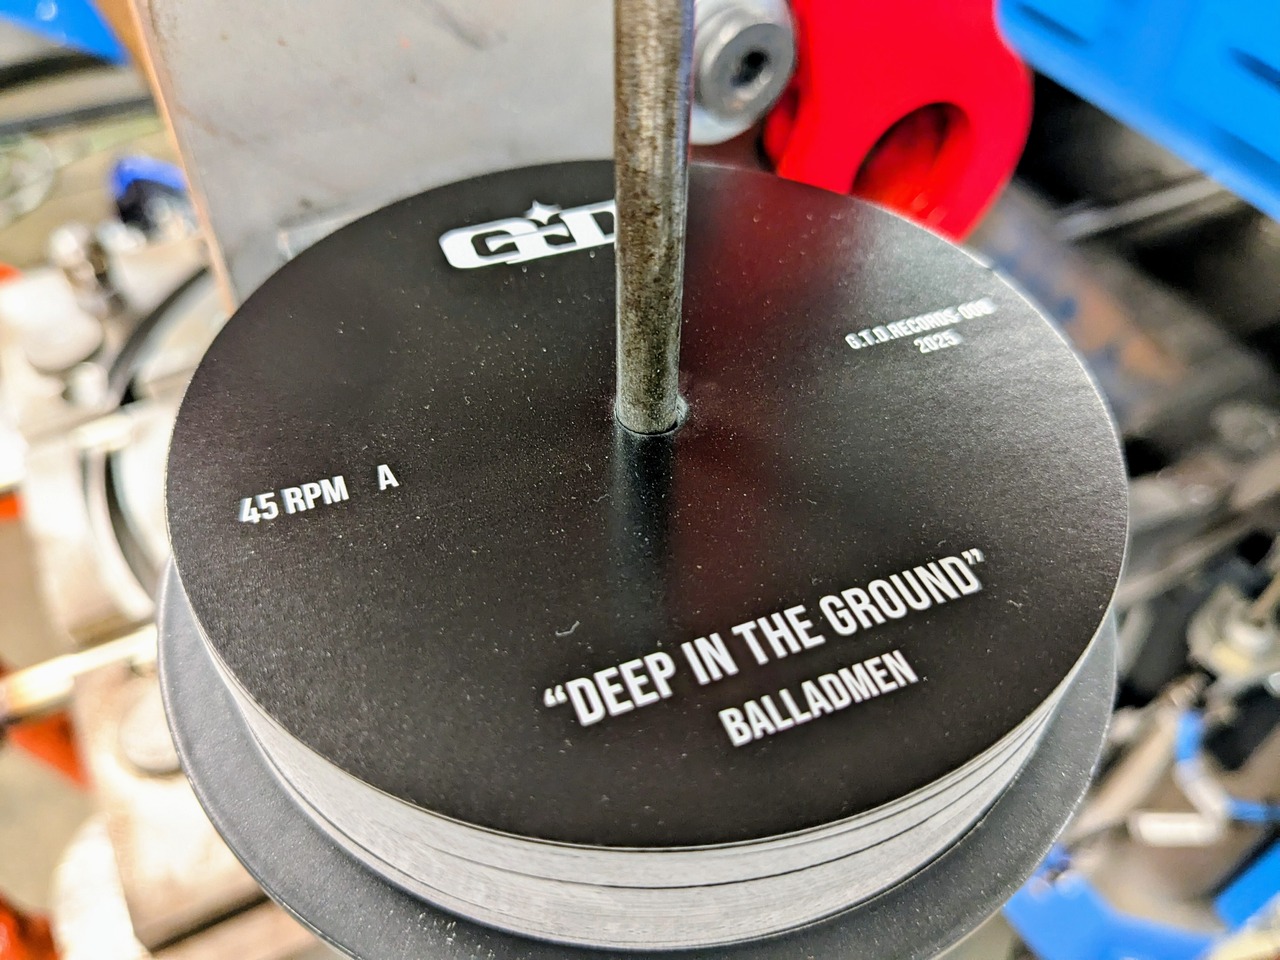 G.T.D.RECORDS
2025
45 RPM A
“DEEP IN THE GROUND”
BALLADMEN